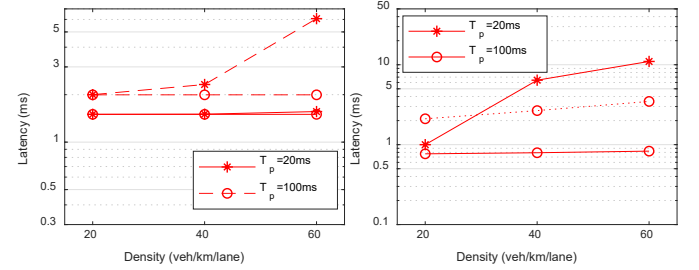 5
3
1
0.5
0.3
Latency (ms)
T p =20ms
T p =100ms
20 40 60
Density (veh/km/lane)
50
10
5
1
0.5
0.1
Latency (ms)
T p =20ms
T p =100ms
20 40 60
Density (veh/km/lane)